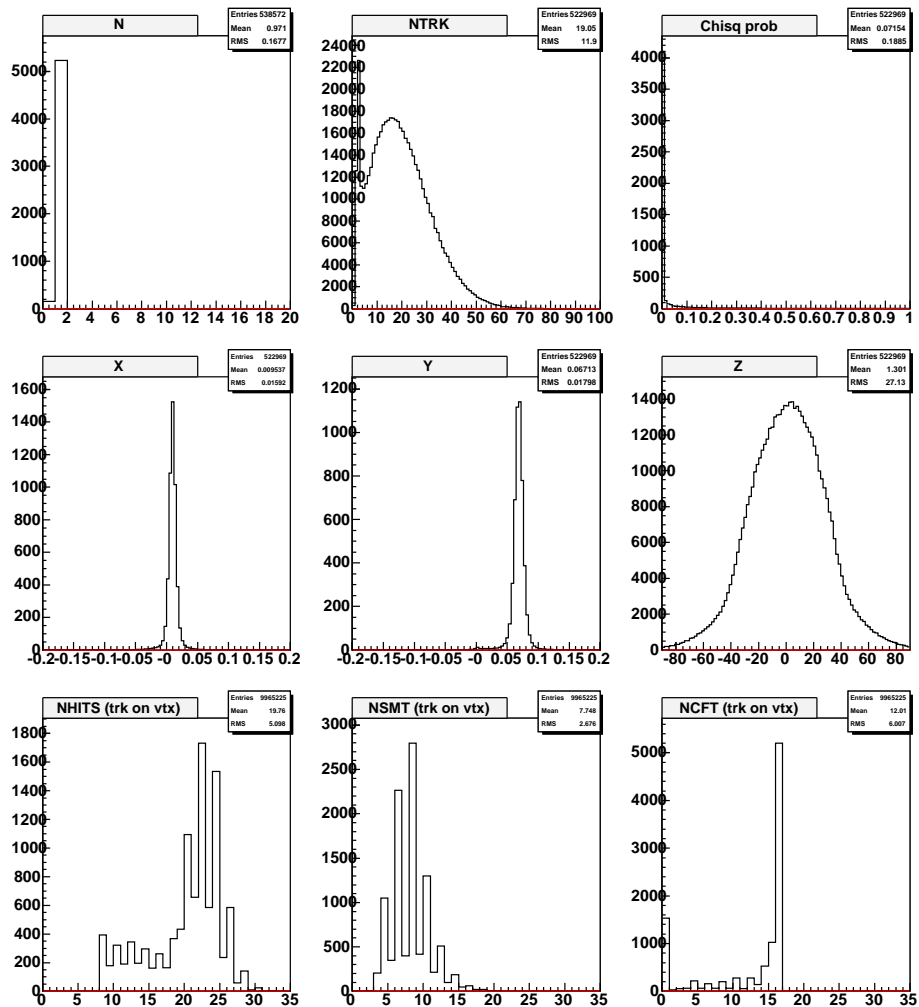 N
Entries 538572
Mean 0.971
RMS 0.1677
5000
4000
3000
2000
1000
0
0 2 4 6 8 10 12 14 16 18 20
NTRK
Entries 522969
Mean 19.05
RMS 11.9
24000
22000
20000
18000
16000
14000
12000
10000
8000
6000
4000
2000
0
0 10 20 30 40 50 60 70 80 90 100
Chisq prob
Entries 522969
Mean 0.07154
RMS 0.1885
4000
3500
3000
2500
2000
1500
1000
500
0
0 0.1 0.2 0.3 0.4 0.5 0.6 0.7 0.8 0.9 1
X
Entries 522969
Mean 0.009537
RMS 0.01592
1600
1400
1200
1000
800
600
400
200
0
-0.2 -0.15 -0.1 -0.05 -0 0.05 0.1 0.15 0.2
Y
Entries 522969
Mean 0.06713
RMS 0.01798
1200
1000
800
600
400
200
0
-0.2 -0.15 -0.1 -0.05 -0 0.05 0.1 0.15 0.2
Z
Entries 522969
Mean 1.301
RMS 27.13
14000
12000
10000
8000
6000
4000
2000
0
-80 -60 -40 -20 0 20 40 60 80
NHITS (trk on vtx)
Entries 9965225
Mean 19.76
RMS 5.098
1800
1600
1400
1200
1000
800
600
400
200
0
0 5 10 15 20 25 30 35
NSMT (trk on vtx)
Entries 9965225
Mean 7.748
RMS 2.676
3000
2500
2000
1500
1000
500
0
0 5 10 15 20 25 30 35
NCFT (trk on vtx)
Entries 9965225
Mean 12.01
RMS 6.007
5000
4000
3000
2000
1000
0
0 5 10 15 20 25 30 35